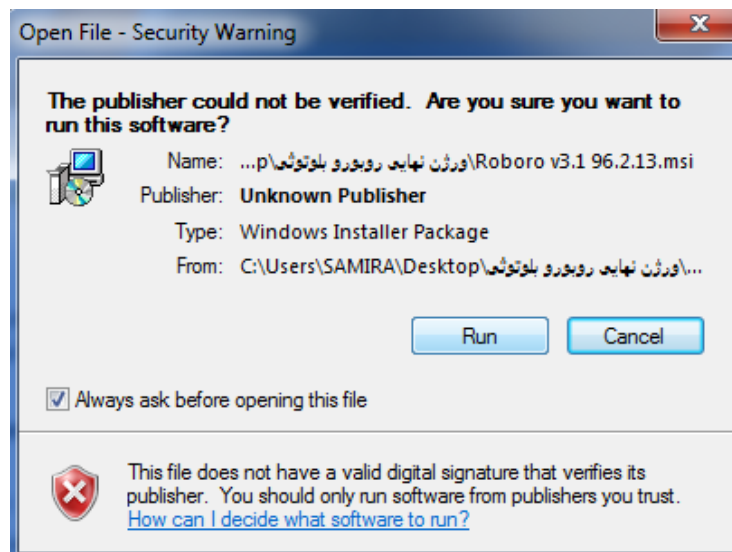 Open File - Security Warning
The publisher could not be verified. Are you sure you want to
run this software?
Name: ...p\ورژن نهایی روبورو بلوتوثی\Roboro v3.1 96.2.13.msi
Publisher: Unknown Publisher
Type: Windows Installer Package
From: C:\Users\SAMIRA\Desktop\ورژن نهایی روبورو بلوتوثی\...
Run
Cancel
Always ask before opening this file
This file does not have a valid digital signature that verifies its
publisher. You should only run software from publishers you trust.
How can I decide what software to run?